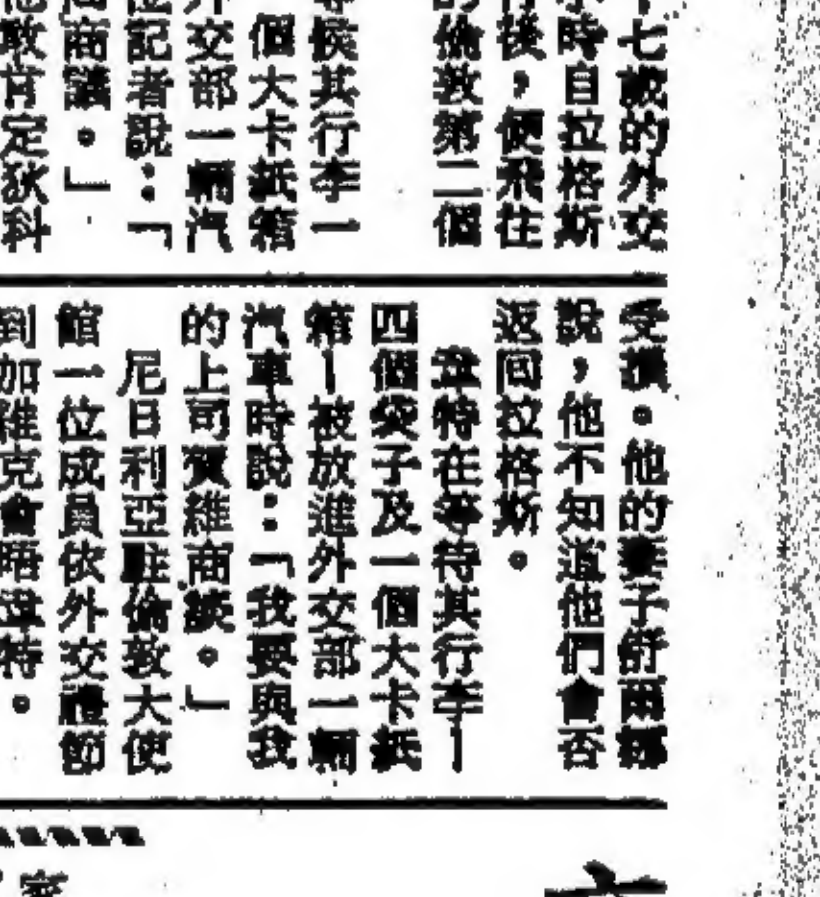 十七歲的外交
時自拉格斯
後，便飛往
的倫敦第二個
候其行李一
個大卡紙箱
外交部一輛汽
位記者說：「
商議。」
他敢肯定狄科
受損。他的妻子舒爾娜
說，他不知道他們會否
返回拉格斯。
特在等待其行李—
四個袋子及一個大卡紙
箱—被放進外交部一輛
汽車時說：「我要與我
的上司賀維商談。」
尼日利亞駐倫敦大使
館一位成員依外交禮節
到加維克會晤特。